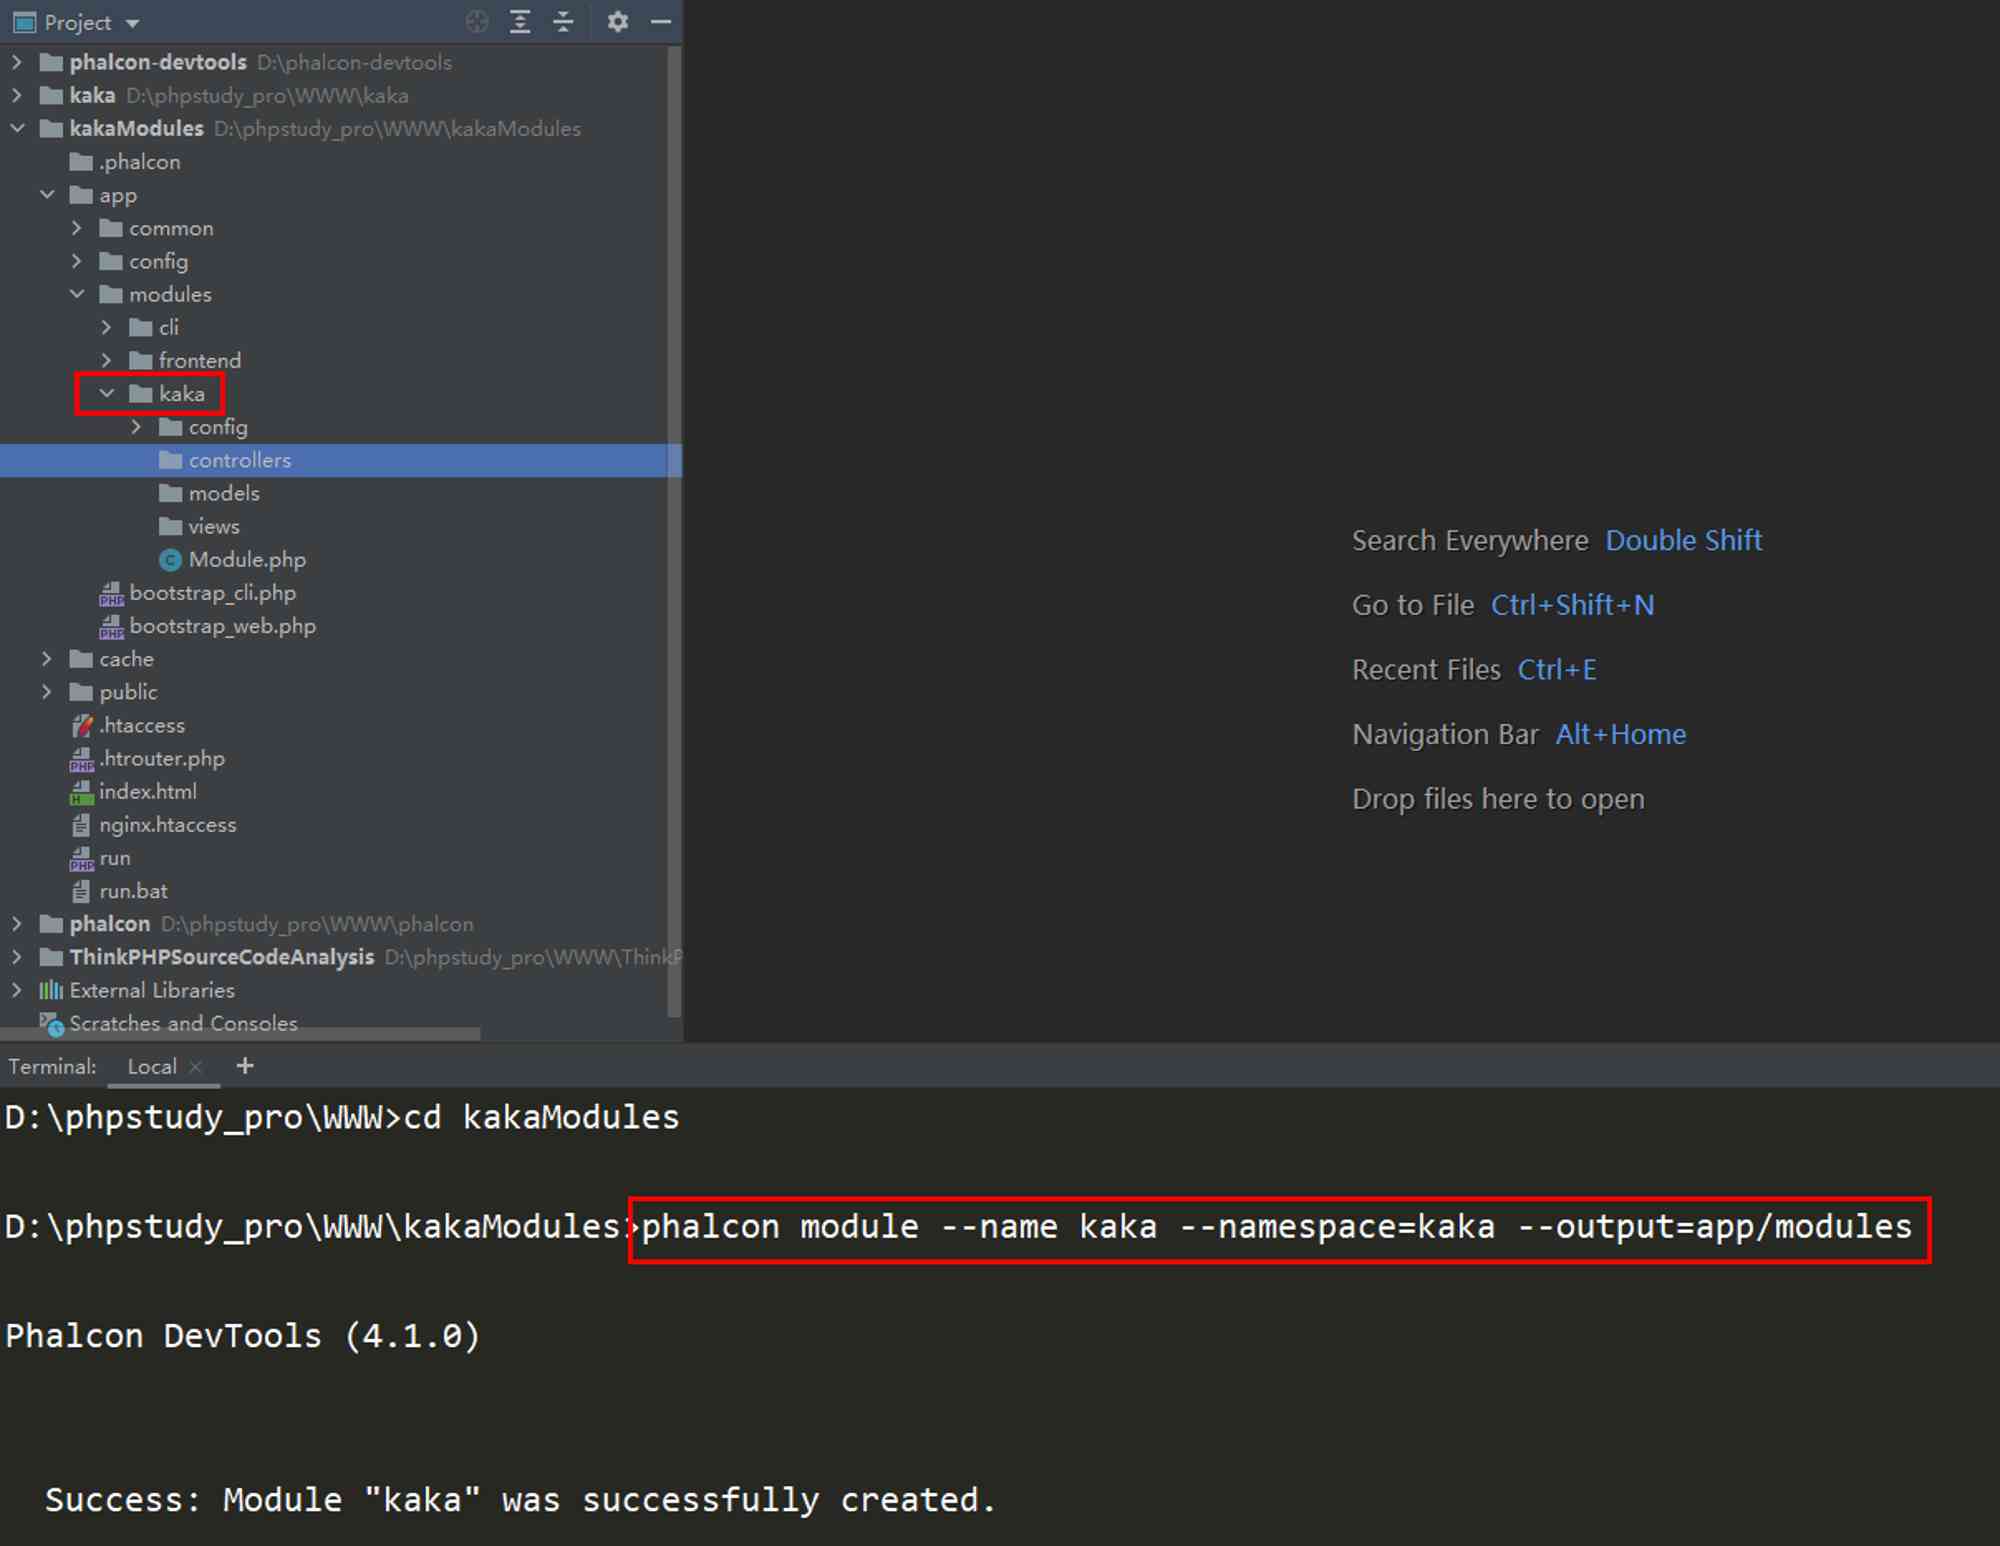 Project
phalcon-devtools D:\phalcon-devtools
kaka D:\phpstudy_pro\WWW\kaka
kakaModules D:\phpstudy_pro\WWW\kakaModules
.phalcon
app
common
config
modules
cli
frontend
kaka
config
controllers
models
views
Module.php
bootstrap_cli.php
bootstrap_web.php
cache
public
.htaccess
.htrouter.php
index.html
nginx.htaccess
run
run.bat
phalcon D:\phpstudy_pro\WWW\phalcon
ThinkPHPSourceCodeAnalysis D:\phpstudy_pro\WWW\ThinkP
External Libraries
Scratches and Consoles
Search Everywhere Double Shift
Go to File Ctrl+Shift+N
Recent Files Ctrl+E
Navigation Bar Alt+Home
Drop files here to open
Terminal: Local × +
D:\phpstudy_pro\WWW>cd kakaModules
D:\phpstudy_pro\WWW\kakaModules>phalcon module --name kaka --namespace=kaka --output=app/modules
Phalcon DevTools (4.1.0)
Success: Module "kaka" was successfully created.